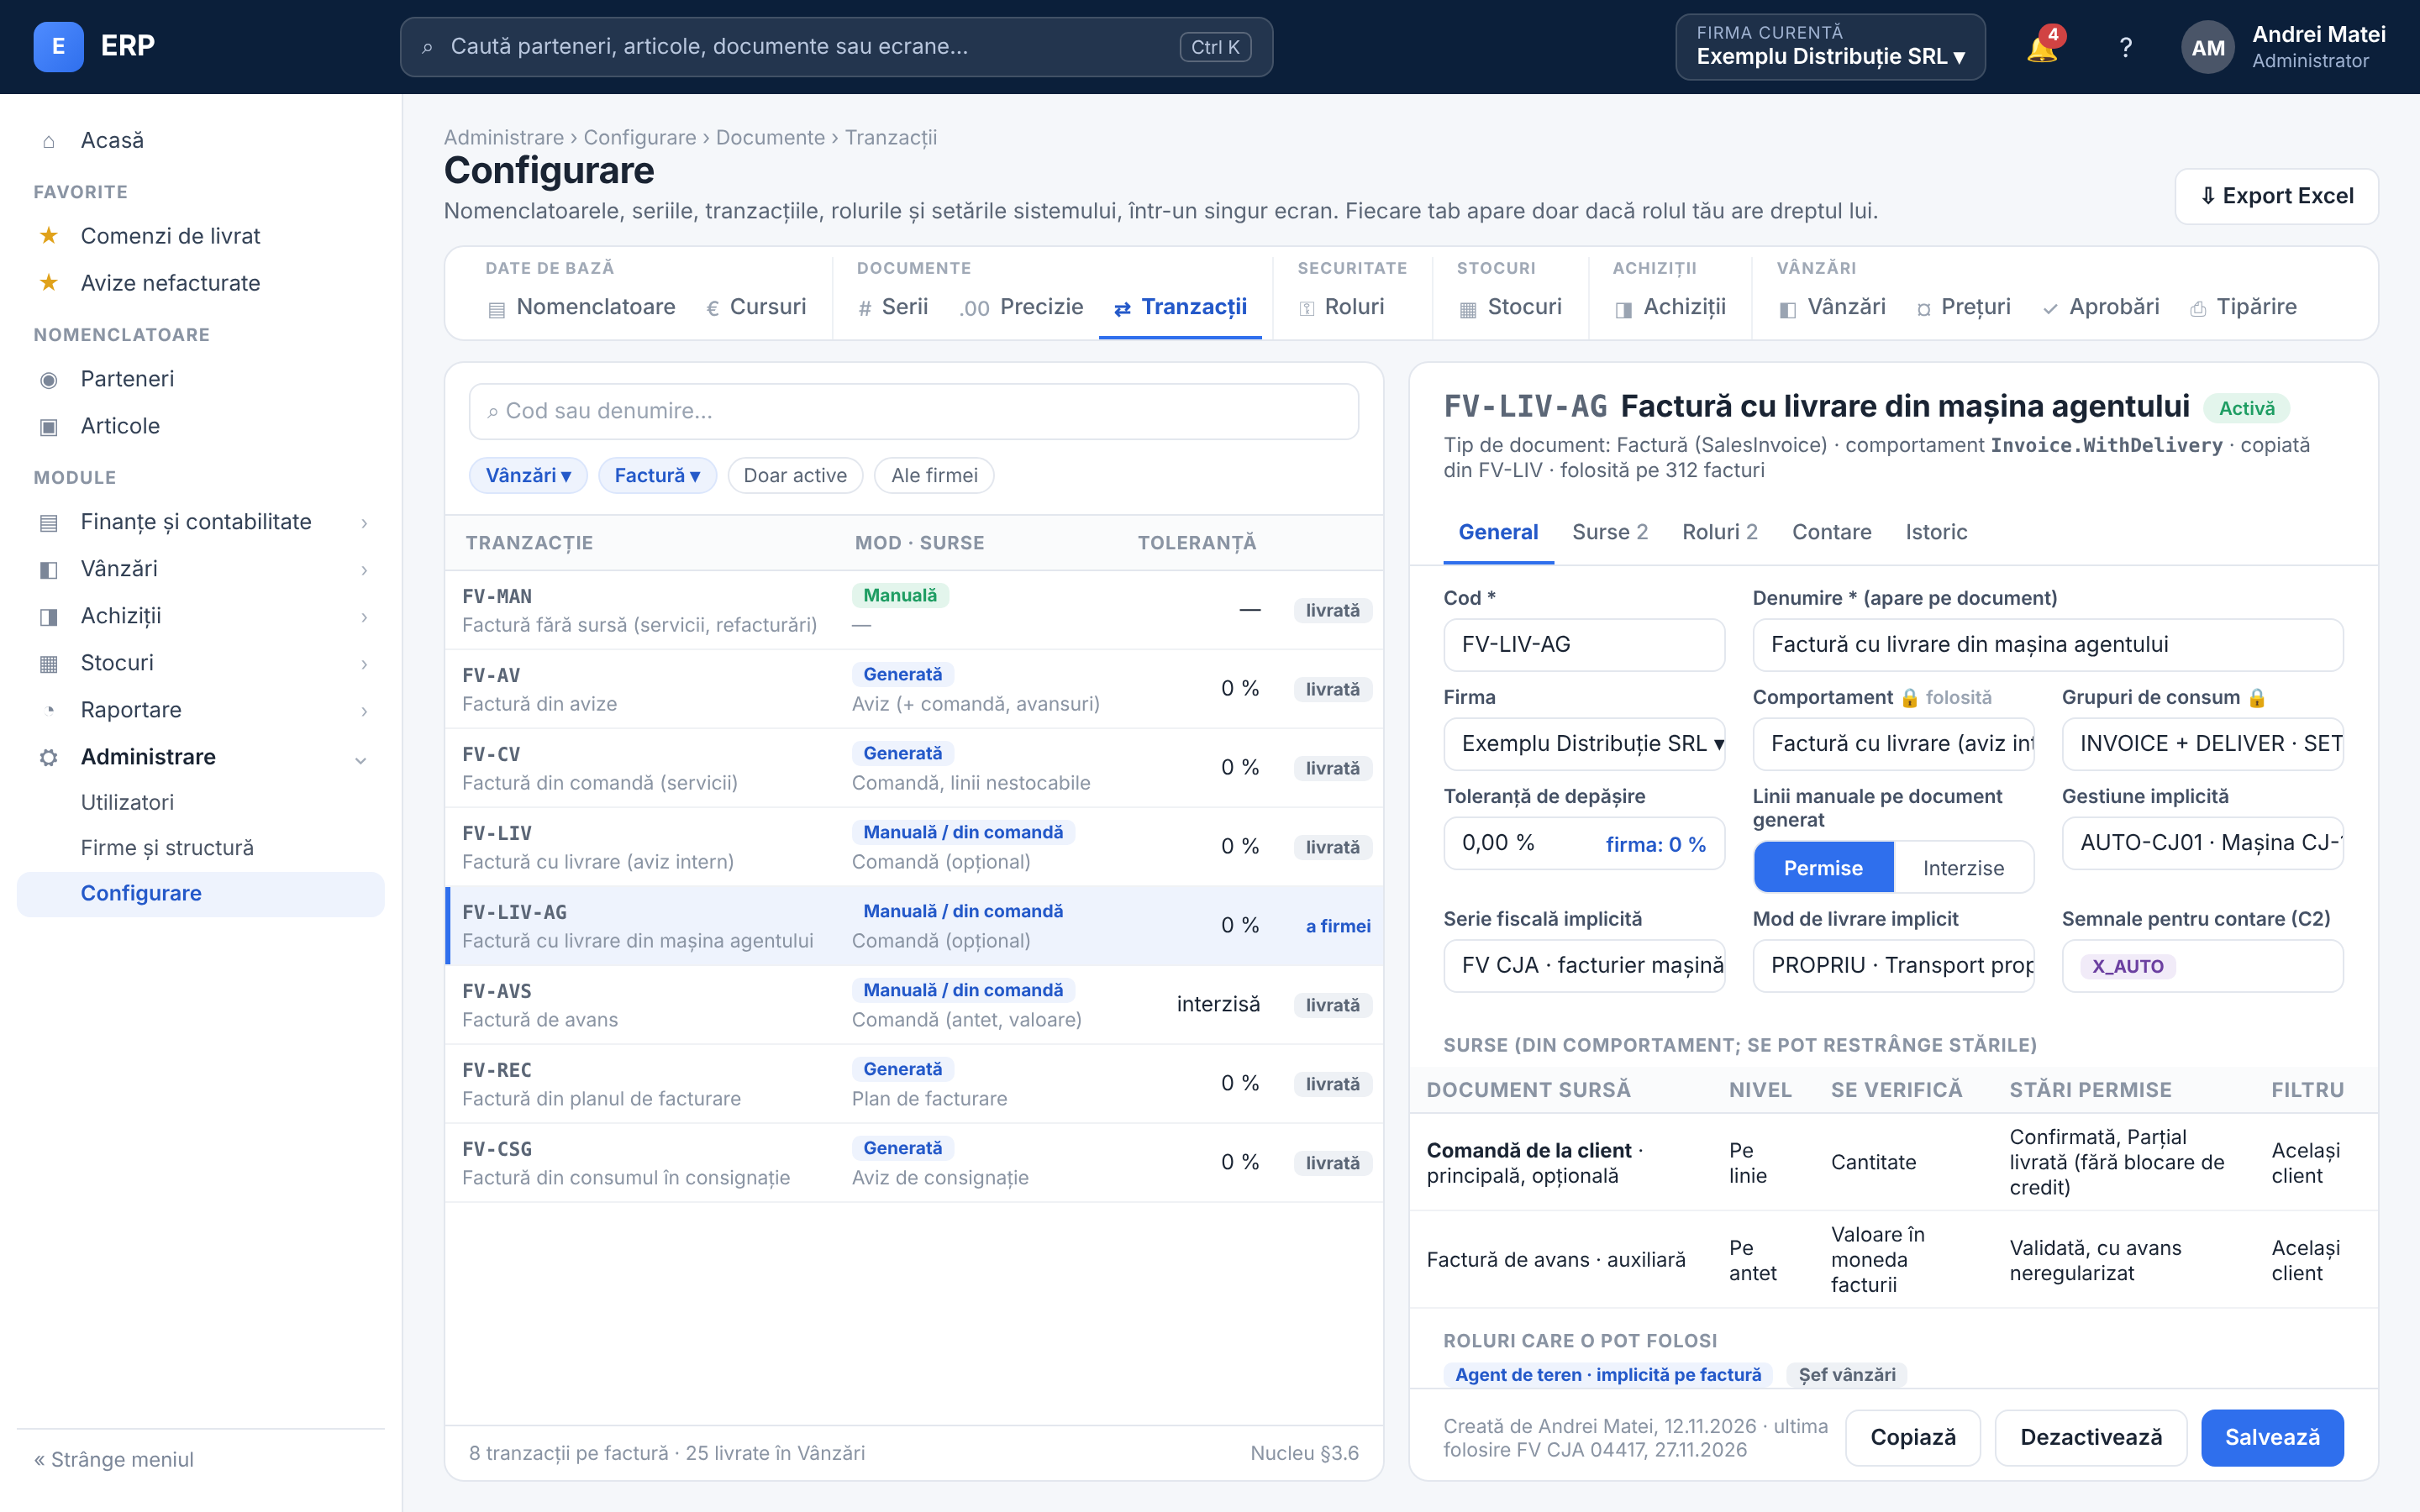 E ERP
Caută parteneri, articole, documente sau ecrane... Ctrl K
FIRMA CURENTĂ
Exemplu Distribuție SRL ▾
4
?
AM
Andrei Matei
Administrator
Acasă
FAVORITE
Comenzi de livrat
Avize nefacturate
NOMENCLATOARE
Parteneri
Articole
MODULE
Finanțe și contabilitate ›
Vânzări ›
Achiziții ›
Stocuri ›
Raportare ›
Administrare
Utilizatori
Firme și structură
Configurare
« Strânge meniul
Administrare › Configurare › Documente › Tranzacții
Configurare
Nomenclatoarele, seriile, tranzacțiile, rolurile și setările sistemului, într-un singur ecran. Fiecare tab apare doar dacă rolul tău are dreptul lui.
⇩ Export Excel
DATE DE BAZĂ DOCUMENTE SECURITATE STOCURI ACHIZIȚII VÂNZĂRI
Nomenclatoare € Cursuri # Serii .00 Precizie ⇄ Tranzacții Roluri Stocuri Achiziții Vânzări ¤ Prețuri ✓ Aprobări Tipărire
Cod sau denumire...
Vânzări ▾ Factură ▾ Doar active Ale firmei
TRANZACȚIE MOD · SURSE TOLERANȚĂ
FV-MAN Manuală — livrată
Factură fără sursă (servicii, refacturări) —
FV-AV Generată 0 % livrată
Factură din avize Aviz (+ comandă, avansuri)
FV-CV Generată 0 % livrată
Factură din comandă (servicii) Comandă, linii nestocabile
FV-LIV Manuală / din comandă 0 % livrată
Factură cu livrare (aviz intern) Comandă (opțional)
FV-LIV-AG Manuală / din comandă 0 % a firmei
Factură cu livrare din mașina agentului Comandă (opțional)
FV-AVS Manuală / din comandă interzisă livrată
Factură de avans Comandă (antet, valoare)
FV-REC Generată 0 % livrată
Factură din planul de facturare Plan de facturare
FV-CSG Generată 0 % livrată
Factură din consumul în consignație Aviz de consignație
8 tranzacții pe factură · 25 livrate în Vânzări Nucleu §3.6
FV-LIV-AG Factură cu livrare din mașina agentului Activă
Tip de document: Factură (SalesInvoice) · comportament Invoice.WithDelivery · copiată
din FV-LIV · folosită pe 312 facturi
General Surse 2 Roluri 2 Contare Istoric
Cod * Denumire * (apare pe document)
FV-LIV-AG Factură cu livrare din mașina agentului
Firma Comportament 🔒 folosită Grupuri de consum 🔒
Exemplu Distribuție SRL ▾ Factură cu livrare (aviz int INVOICE + DELIVER · SET
Toleranță de depășire Linii manuale pe document
generat
Gestiune implicită
0,00 % firma: 0 % Permise Interzise AUTO-CJ01 · Mașina CJ-
Serie fiscală implicită Mod de livrare implicit Semnale pentru contare (C2)
FV CJA · facturier mașină PROPRIU · Transport prop X_AUTO
SURSE (DIN COMPORTAMENT; SE POT RESTRÂNGE STĂRILE)
DOCUMENT SURSĂ NIVEL SE VERIFICĂ STĂRI PERMISE FILTRU
Comandă de la client ·
principală, opțională
Pe
linie
Cantitate
Confirmată, Parțial
livrată (fără blocare de
credit)
Același
client
Factură de avans · auxiliară
Pe
antet
Valoare în
moneda
facturii
Validată, cu avans
neregularizat
Același
client
ROLURI CARE O POT FOLOSI
Agent de teren · implicită pe factură Șef vânzări
Creată de Andrei Matei, 12.11.2026 · ultima
folosire FV CJA 04417, 27.11.2026
Copiază Dezactivează Salvează